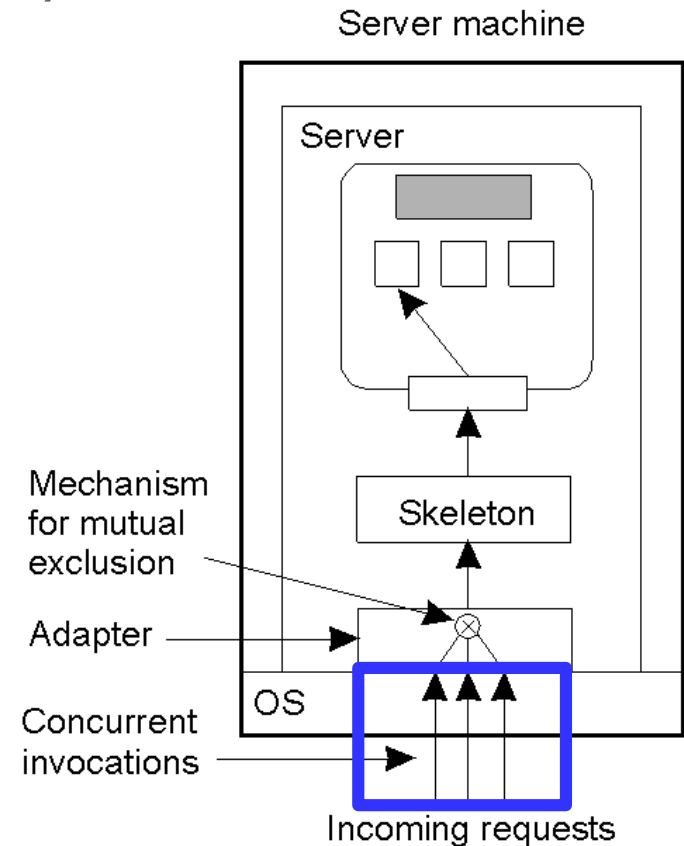 Server machine
Server
Mechanism
for mutual
exclusion
Skeleton
Adapter
OS
Concurrent
invocations
Incoming requests